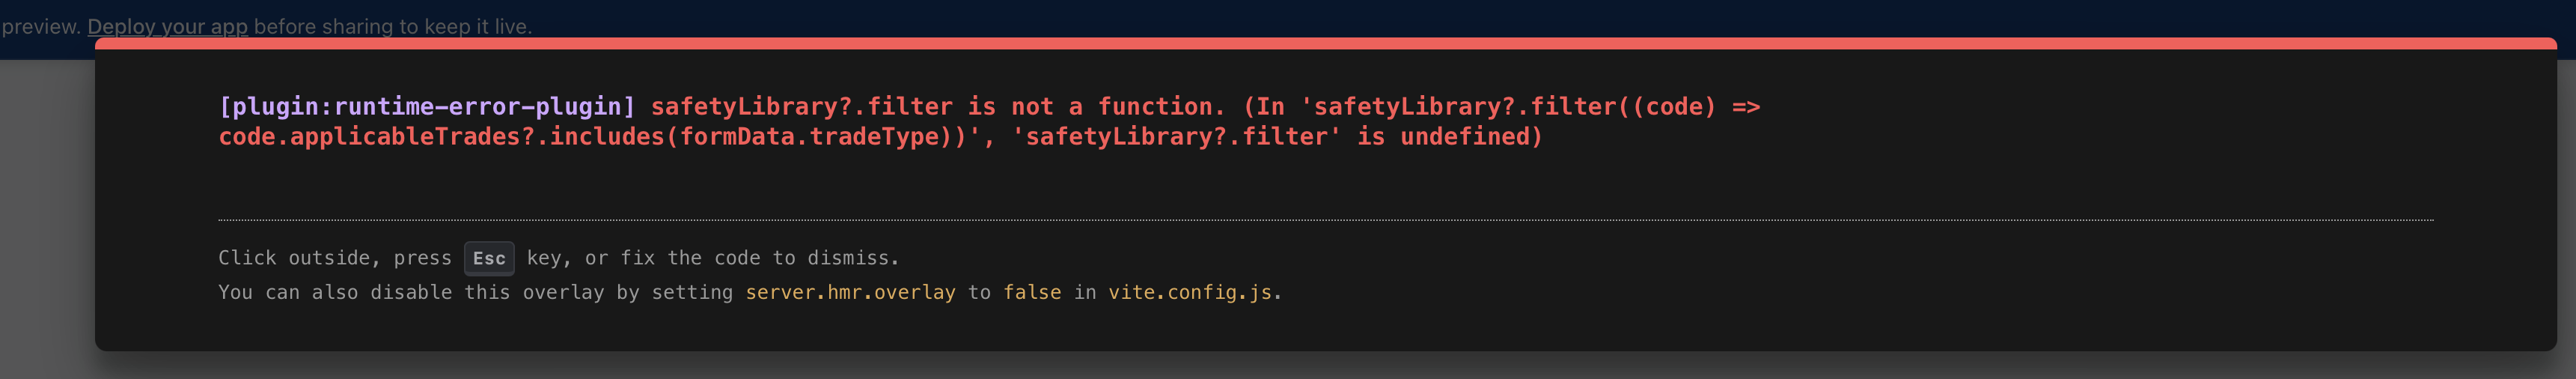 preview. Deploy your app before sharing to keep it live.
[plugin:runtime-error-plugin] safetyLibrary?.filter is not a function. (In 'safetyLibrary?.filter((code) =>
code.applicableTrades?.includes(formData.tradeType))', 'safetyLibrary?.filter' is undefined)
Click outside, press Esc key, or fix the code to dismiss.
You can also disable this overlay by setting server.hmr.overlay to false in vite.config.js.